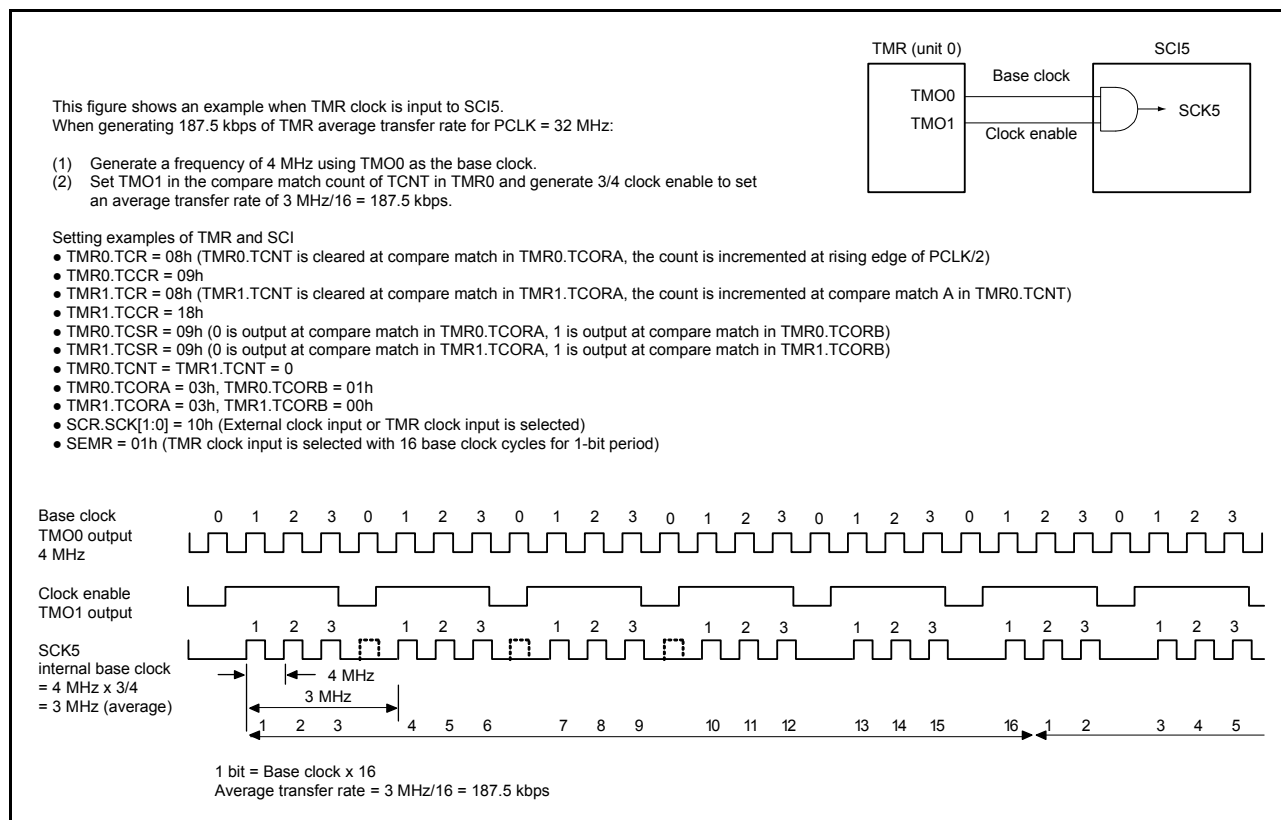 TMR (unit 0)
SCI5
Base clock
TMO0
TMO1
SCK5
Clock enable
This figure shows an example when TMR clock is input to SCI5.
When generating 187.5 kbps of TMR average transfer rate for PCLK = 32 MHz:
(1) Generate a frequency of 4 MHz using TMO0 as the base clock.
(2) Set TMO1 in the compare match count of TCNT in TMR0 and generate 3/4 clock enable to set
an average transfer rate of 3 MHz/16 = 187.5 kbps.
Setting examples of TMR and SCI
● TMR0.TCR = 08h (TMR0.TCNT is cleared at compare match in TMR0.TCORA, the count is incremented at rising edge of PCLK/2)
● TMR0.TCCR = 09h
● TMR1.TCR = 08h (TMR1.TCNT is cleared at compare match in TMR1.TCORA, the count is incremented at compare match A in TMR0.TCNT)
● TMR1.TCCR = 18h
● TMR0.TCSR = 09h (0 is output at compare match in TMR0.TCORA, 1 is output at compare match in TMR0.TCORB)
● TMR1.TCSR = 09h (0 is output at compare match in TMR1.TCORA, 1 is output at compare match in TMR1.TCORB)
● TMR0.TCNT = TMR1.TCNT = 0
● TMR0.TCORA = 03h, TMR0.TCORB = 01h
● TMR1.TCORA = 03h, TMR1.TCORB = 00h
● SCR.SCK[1:0] = 10h (External clock input or TMR clock input is selected)
● SEMR = 01h (TMR clock input is selected with 16 base clock cycles for 1-bit period)
Base clock
TMO0 output
4 MHz
0 1 2 3 0 1 2 3 0 1 2 3 0 1 2 3 0 1 2 3 0 1 2 3 0 1 2 3
Clock enable
TMO1 output
1 2 3 1 2 3 1 2 3 1 2 3 1 2 3 1 2 3 1 2 3
SCK5
internal base clock
= 4 MHz x 3/4
= 3 MHz (average)
4 MHz
3 MHz
1 2 3 4 5 6 7 8 9 10 11 12 13 14 15 16 1 2 3 4 5
1 bit = Base clock x 16
Average transfer rate = 3 MHz/16 = 187.5 kbps